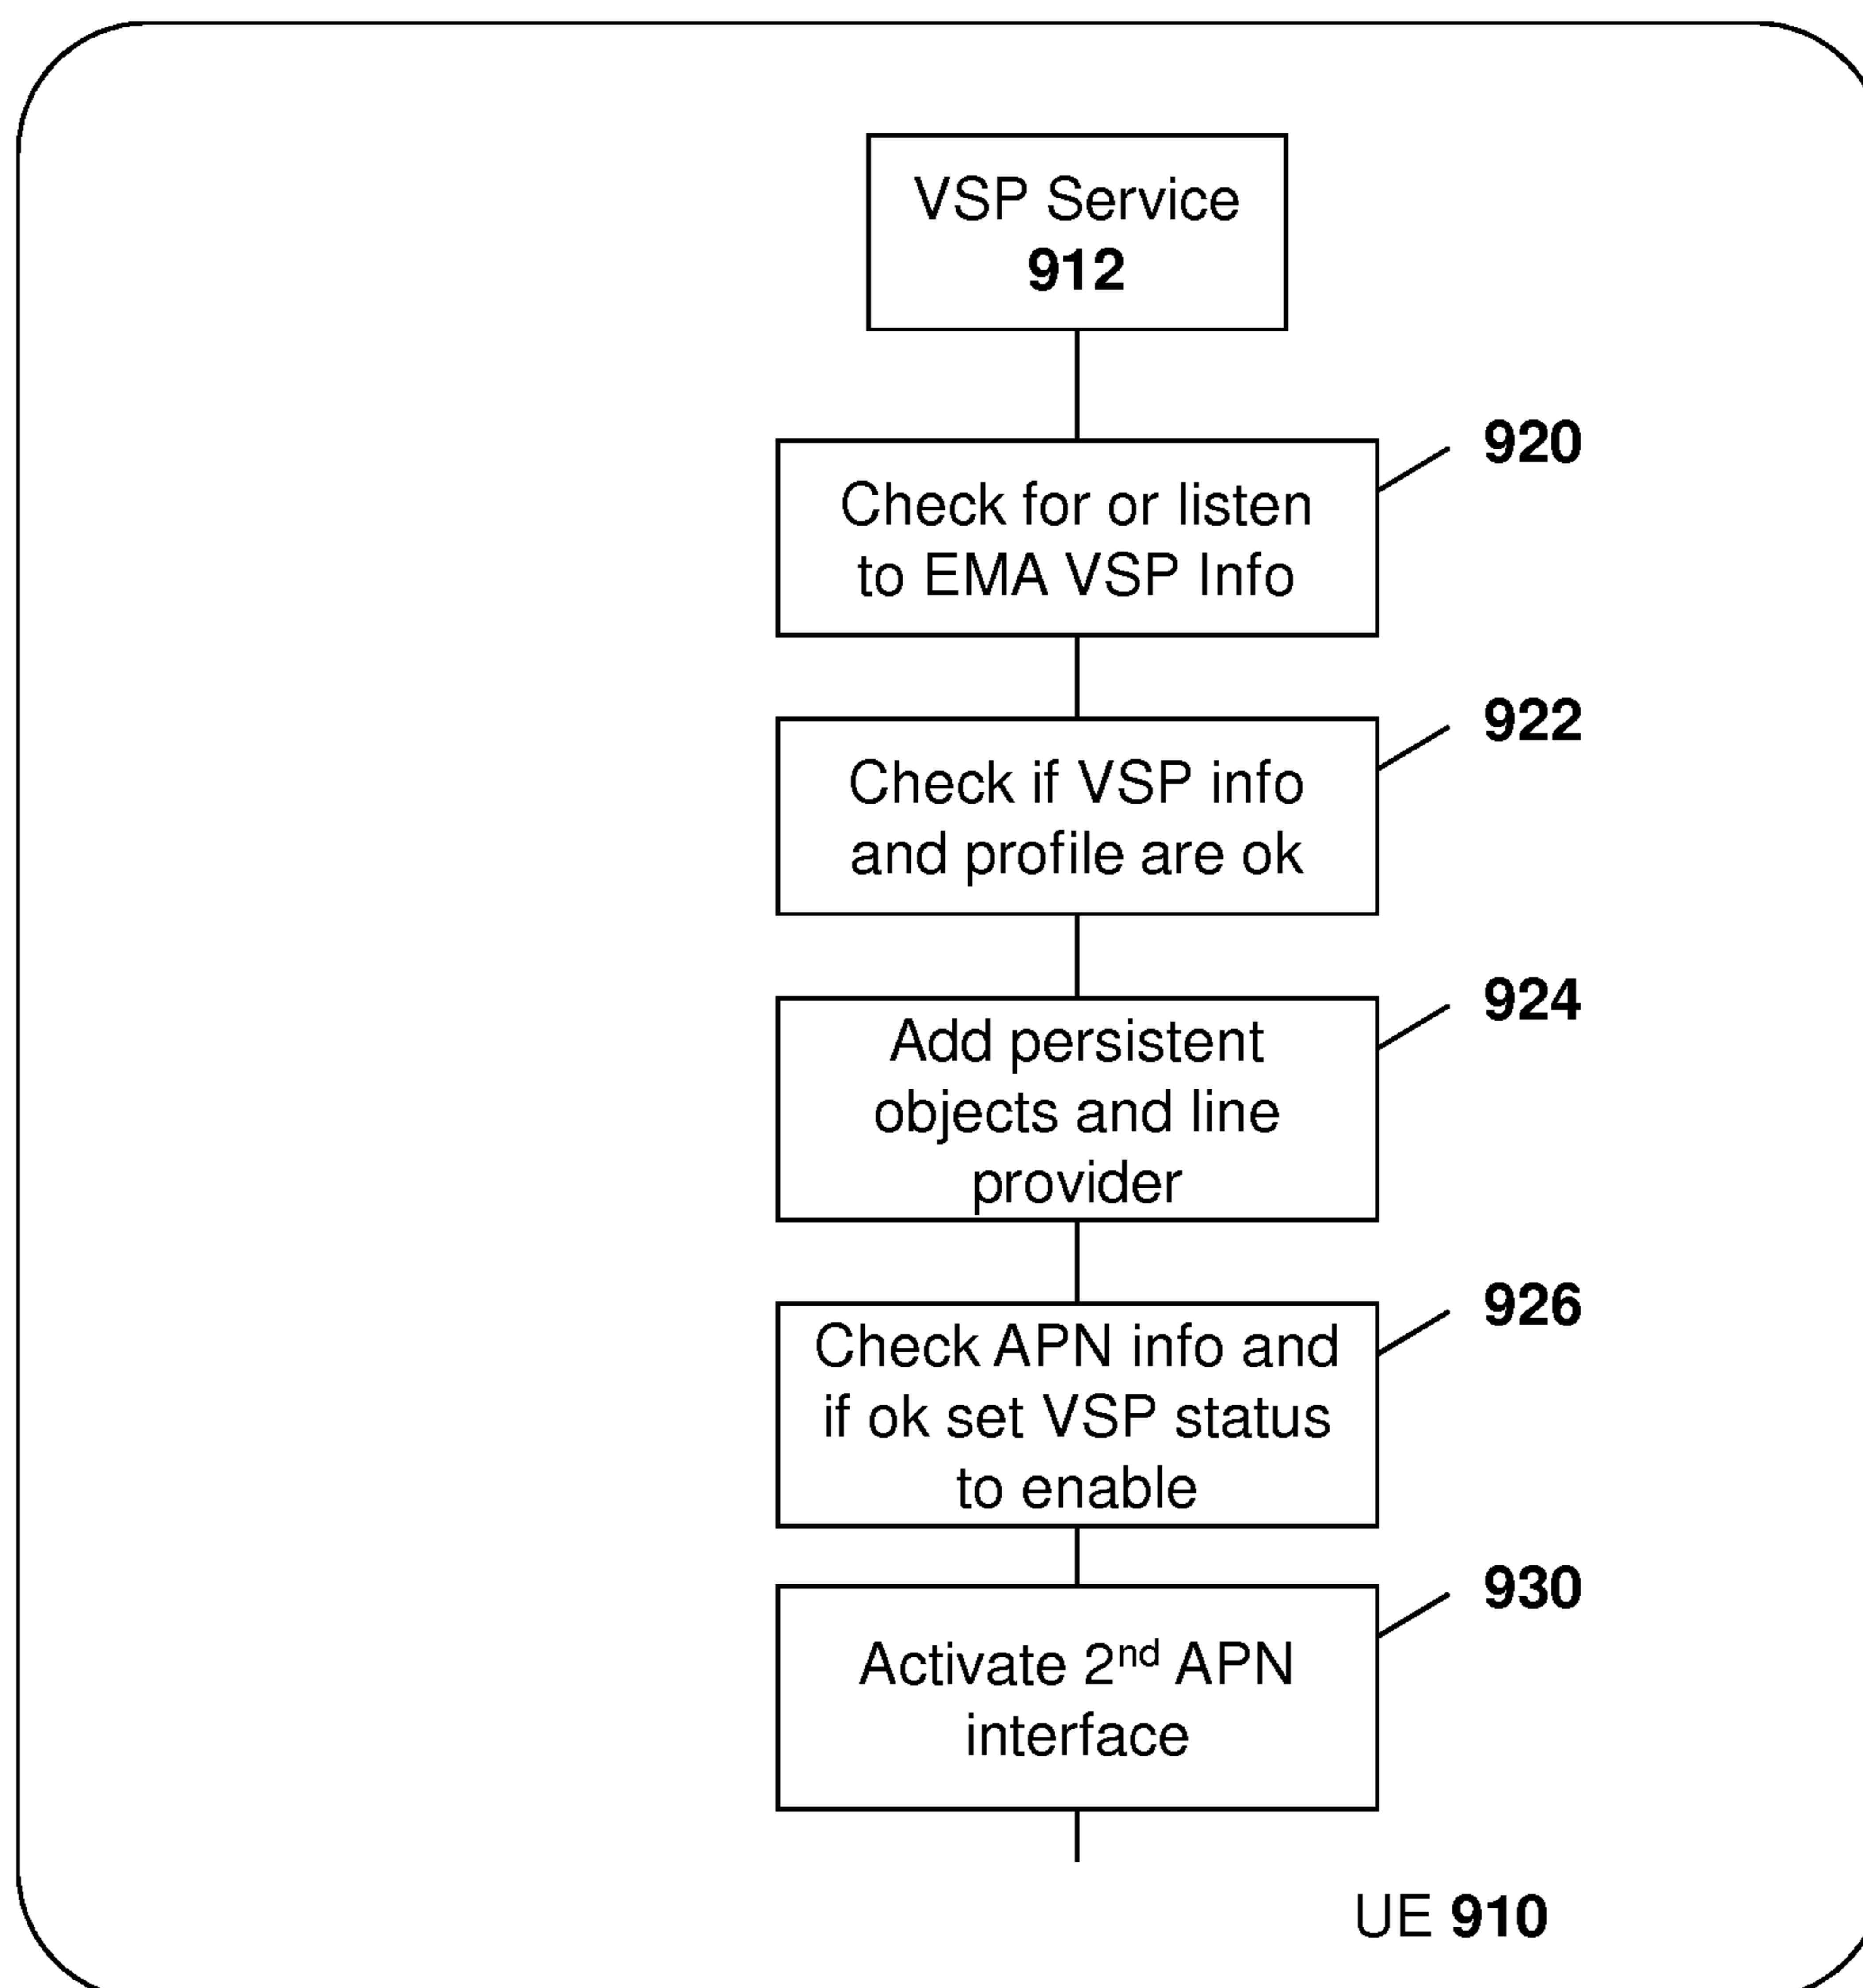 VSP Service
912
920
Check for or listen
to EMA VSP Info
922
Check if VSP info
and profile are ok
924
Add persistent
objects and line
provider
926
Check APN info and
if ok set VSP status
to enable
930
Activate 2nd APN
interface
UE 910